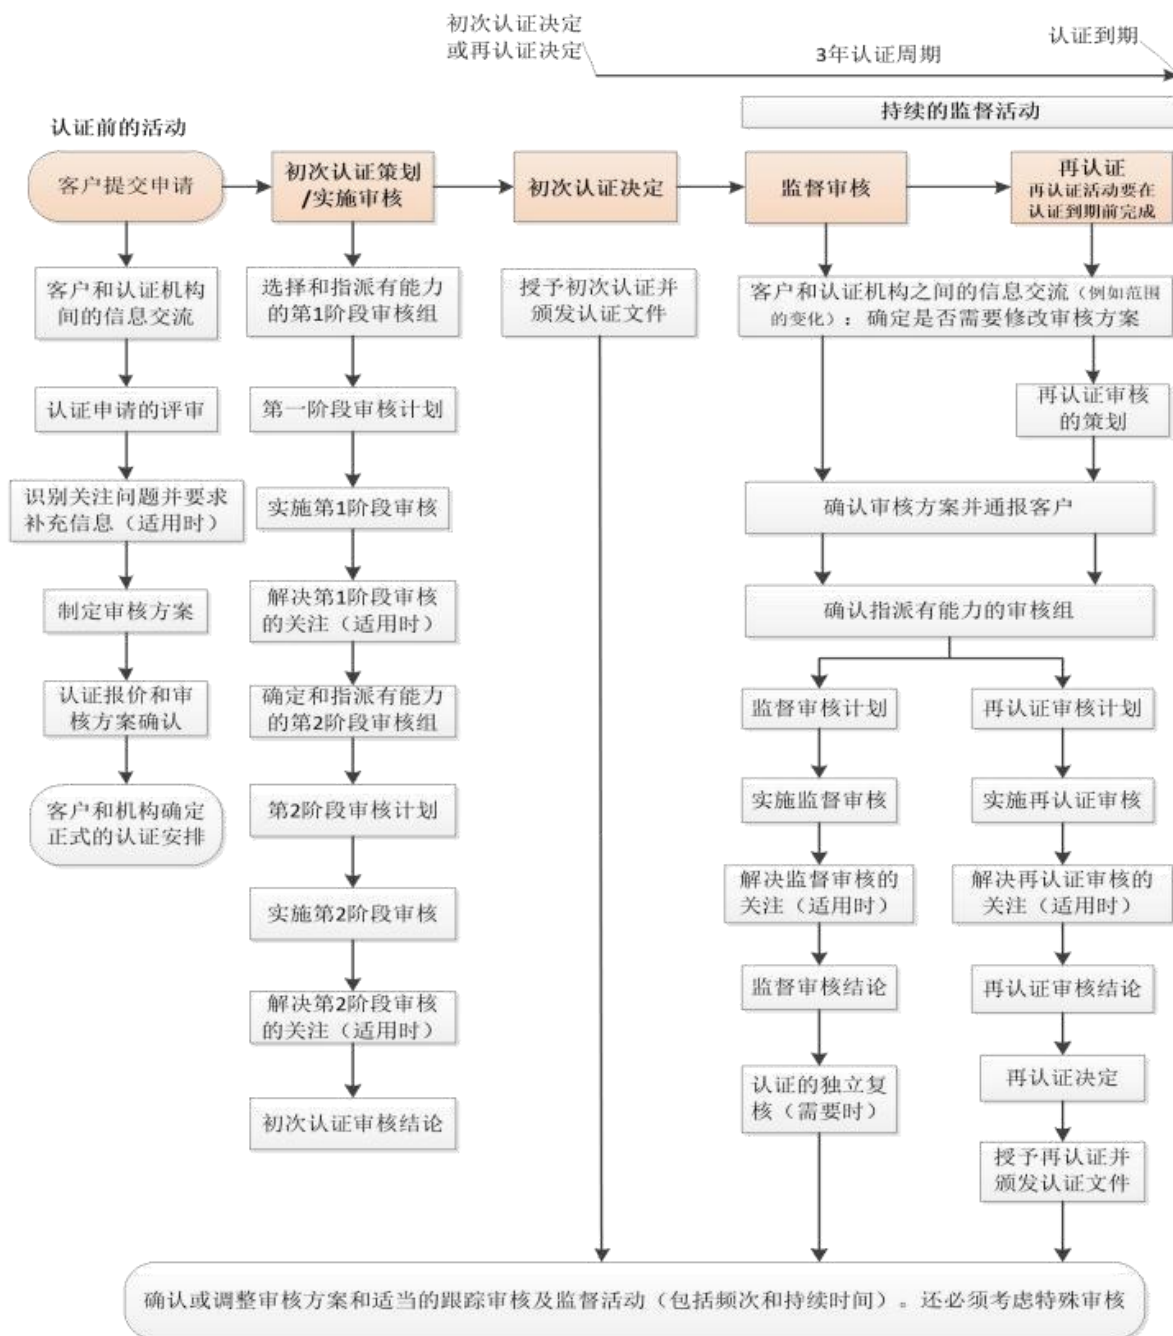 初次认证决定
或再认证决定
3年认证周期
认证到期
持续的监督活动
认证前的活动
客户提交申请
初次认证策划
/实施审核
初次认证决定
监督审核
再认证
再认证活动要在
认证到期前完成
客户和认证机构
间的信息交流
认证申请的评审
识别关注问题并要求
补充信息（适用时）
制定审核方案
认证报价和审
核方案确认
客户和机构确定
正式的认证安排
选择和指派有能力
的第1阶段审核组
第一阶段审核计划
实施第1阶段审核
解决第1阶段审核
的关注（适用时）
确定和指派有能力
的第2阶段审核组
第2阶段审核计划
实施第2阶段审核
解决第2阶段审核
的关注（适用时）
初次认证审核结论
授予初次认证并
颁发认证文件
客户和认证机构之间的信息交流（例如范围
的变化）：确定是否需要修改审核方案
再认证审核
的策划
确认审核方案并通报客户
确认指派有能力的审核组
监督审核计划
实施监督审核
解决监督审核的
关注（适用时）
监督审核结论
认证的独立复
核（需要时）
再认证审核计划
实施再认证审核
解决再认证审核的
关注（适用时）
再认证审核结论
再认证决定
授予再认证并
颁发认证文件
确认或调整审核方案和适当的跟踪审核及监督活动（包括频次和持续时间）。还必须考虑特殊审核